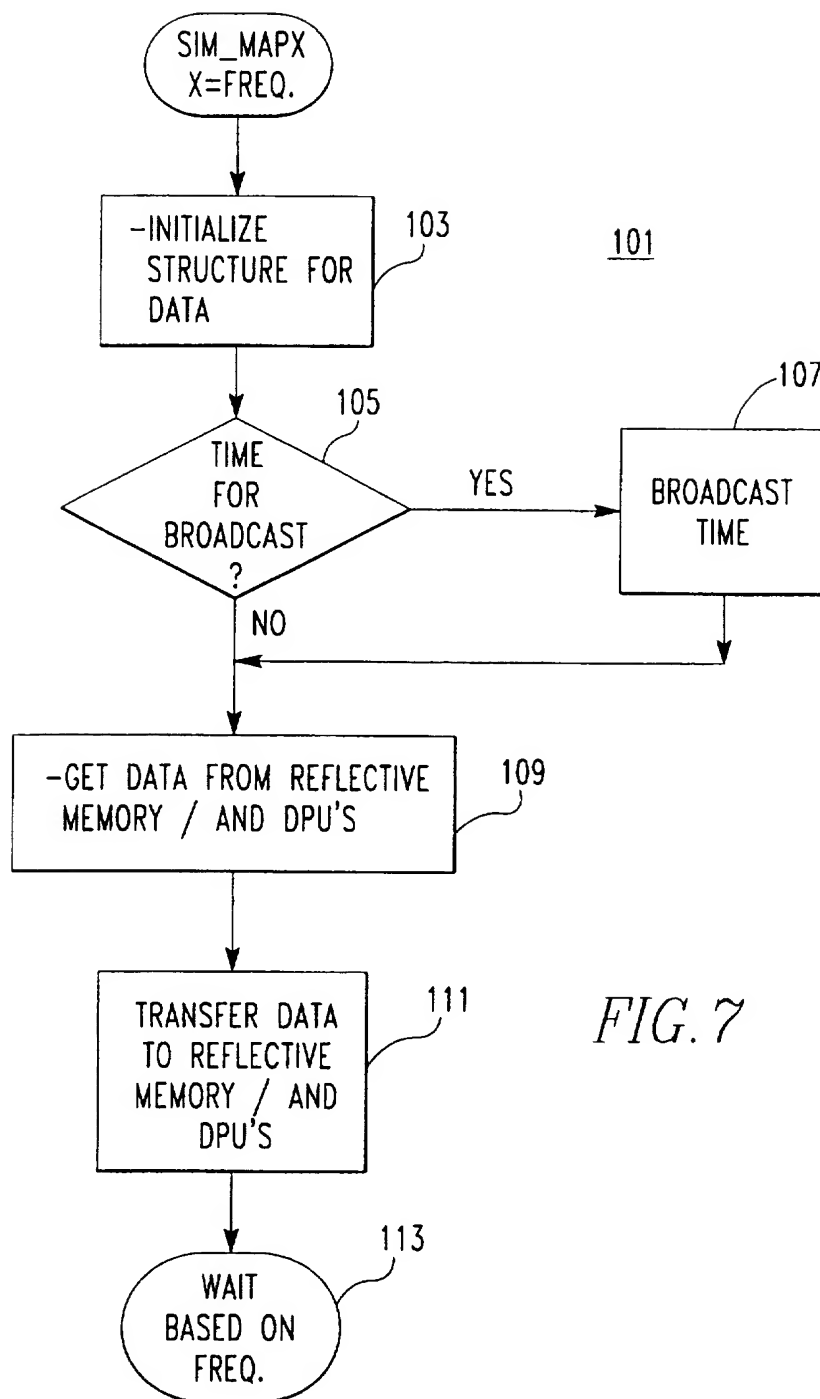 SIM_MAPX
X=FREQ.
-INITIALIZE
STRUCTURE FOR
DATA
103
101
105
TIME
FOR
BROADCAST
?
YES
107
BROADCAST
TIME
NO
-GET DATA FROM REFLECTIVE
MEMORY / AND DPU'S
109
TRANSFER DATA
TO REFLECTIVE
MEMORY / AND
DPU'S
111
FIG. 7
113
WAIT
BASED ON
FREQ.